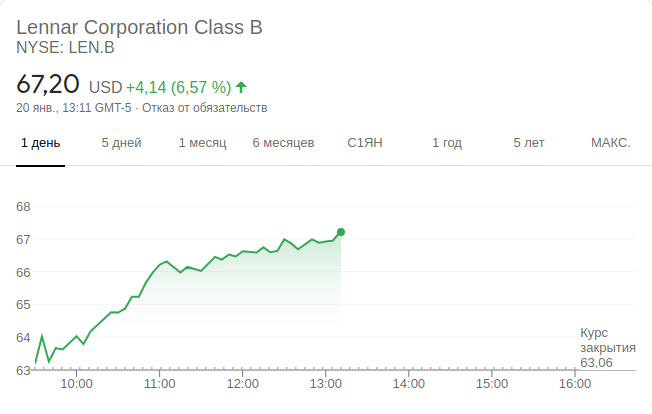 Lennar Corporation Class B
NYSE: LEN.B
67,20 USD +4,14 (6,57 %)
20 янв., 13:11 GMT-5 · Отказ от обязательств
1 день 5 дней 1 месяц 6 месяцев С1ЯН 1 год 5 лет МАКС.
68
67
66
65
64
63
Курс
закрытия
63,06
10:00 11:00 12:00 13:00 14:00 15:00 16:00